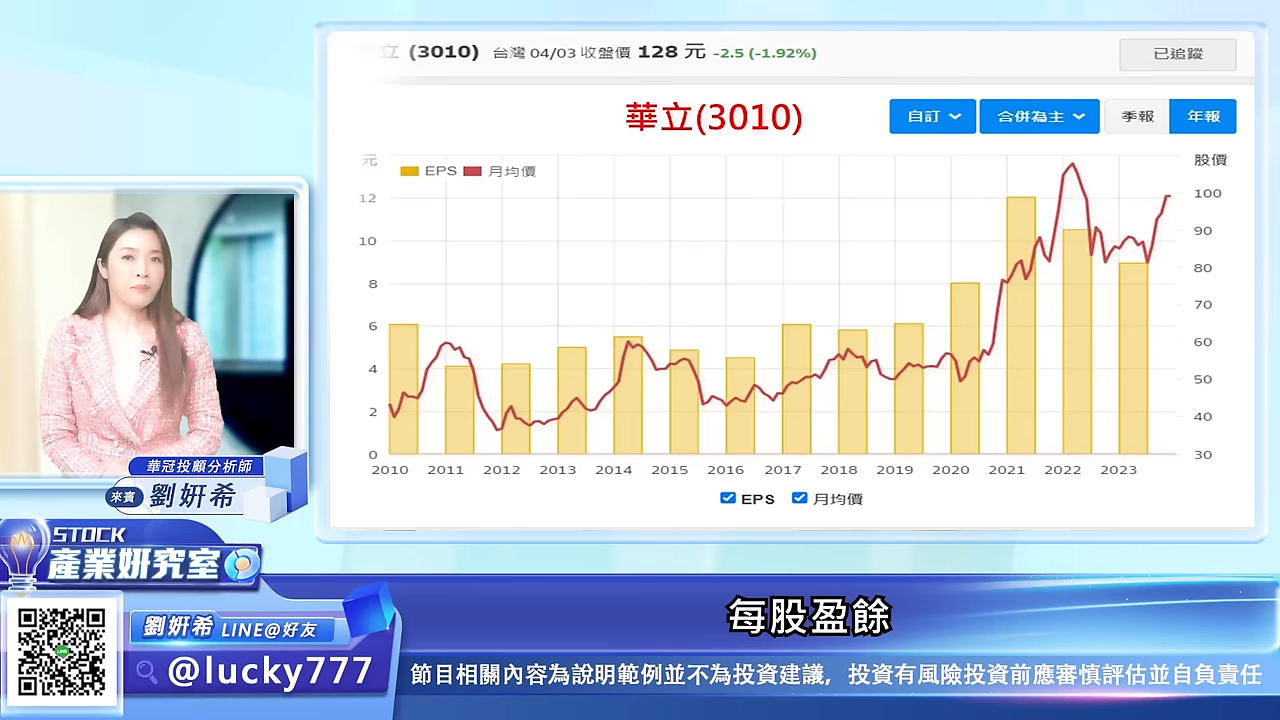 立 (3010) 台灣 04/03 收盤價 128 元 -2.5 (-1.92%)
已追蹤
華立(3010)
自訂
合併為主
季報
年報
元
股價
EPS 月均價
12
10
8
6
4
2
0
100
90
80
70
60
50
40
30
2010 2011 2012 2013 2014 2015 2016 2017 2018 2019 2020 2021 2022 2023
EPS 月均價
華冠投顧分析師
來賓 劉妍希
STOCK
產業妍究室
劉妍希 LINE@好友
@lucky777
LINE
每股盈餘
節目相關內容為說明範例並不為投資建議，投資有風險投資前應審慎評估並自負責任